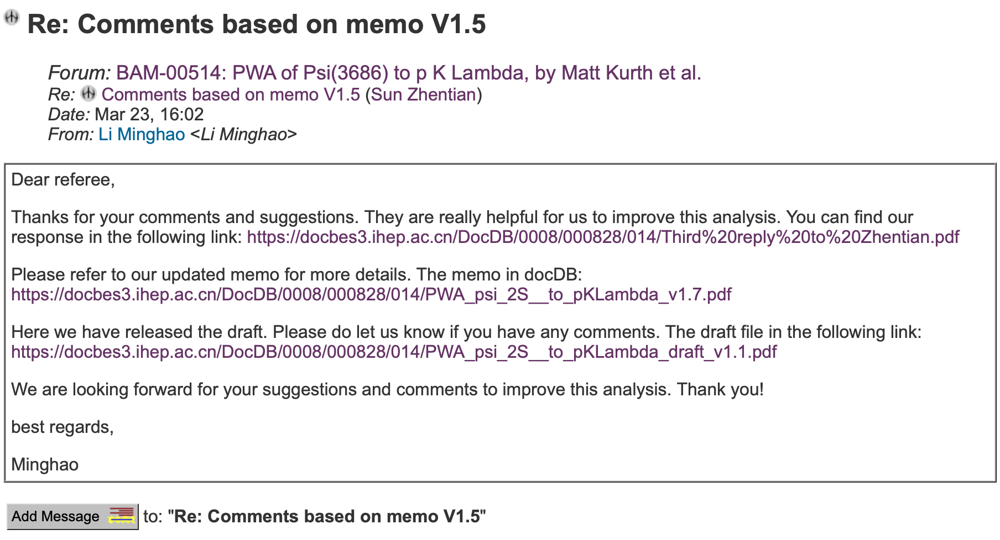 Re: Comments based on memo V1.5
Forum: BAM-00514: PWA of Psi(3686) to p K Lambda, by Matt Kurth et al.
Re: Comments based on memo V1.5 (Sun Zhentian)
Date: Mar 23, 16:02
From: Li Minghao <Li Minghao>
Dear referee,
Thanks for your comments and suggestions. They are really helpful for us to improve this analysis. You can find our
response in the following link: https://docbes3.ihep.ac.cn/DocDB/0008/000828/014/Third%20reply%20to%20Zhentian.pdf
Please refer to our updated memo for more details. The memo in docDB:
https://docbes3.ihep.ac.cn/DocDB/0008/000828/014/PWA_psi_2S__to_pKLambda_v1.7.pdf
Here we have released the draft. Please do let us know if you have any comments. The draft file in the following link:
https://docbes3.ihep.ac.cn/DocDB/0008/000828/014/PWA_psi_2S__to_pKLambda_draft_v1.1.pdf
We are looking forward for your suggestions and comments to improve this analysis. Thank you!
best regards,
Minghao
Add Message to: "Re: Comments based on memo V1.5"